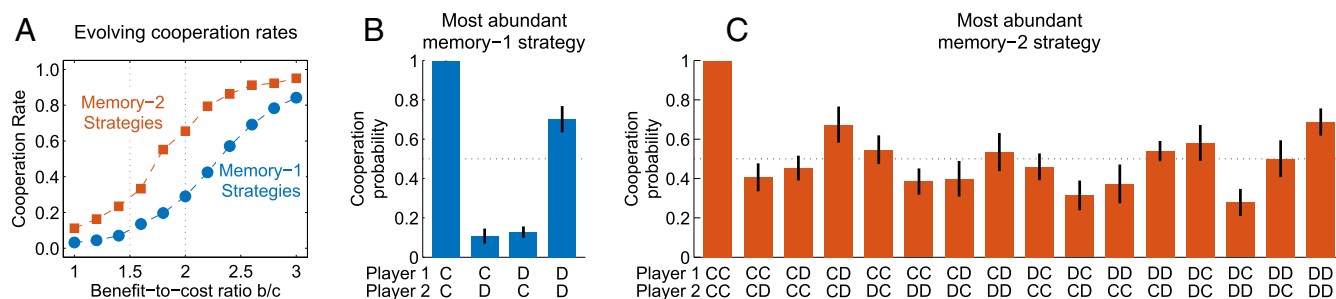 A
Evolving cooperation rates
Cooperation Rate
1.0
0.8
0.6
0.4
0.2
0.0
Memory−2
Strategies
Memory−1
Strategies
1 1.5 2 2.5 3
Benefit−to−cost ratio b/c
B
Most abundant
memory−1 strategy
Cooperation
probability
1
0.8
0.6
0.4
0.2
0
Player 1 C C D D
Player 2 C D C D
C
Most abundant
memory−2 strategy
Cooperation
probability
1
0.8
0.6
0.4
0.2
0
Player 1 CC CC CD CD CC CC CD CD DC DC DD DD DC DC DD DD
Player 2 CC CD CC CD DC DD DC DD CC CD CC CD DC DD DC DD